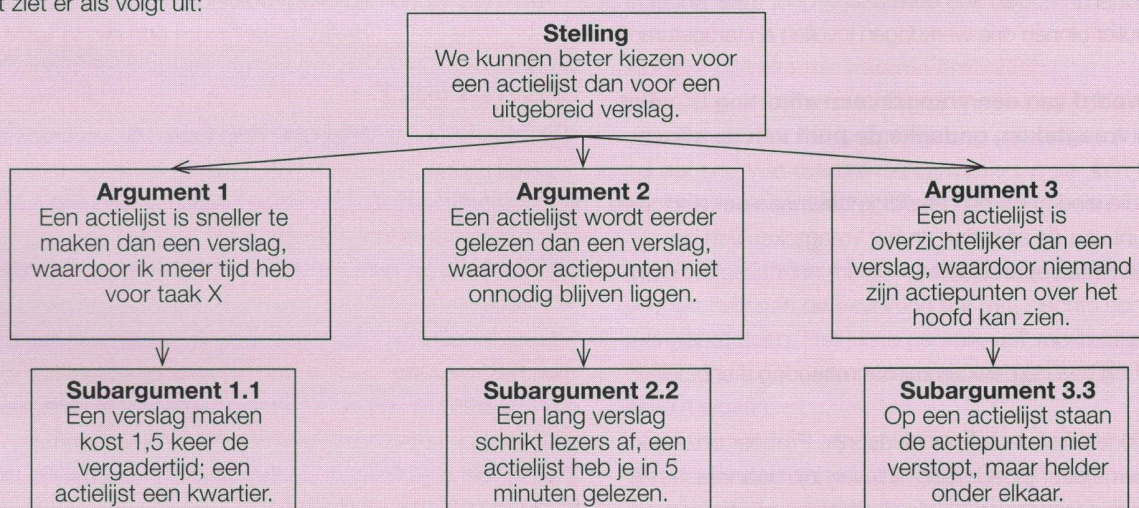 t ziet er als volgt uit:
Stelling
We kunnen beter kiezen voor
een actielijst dan voor een
uitgebreid verslag.
Argument 1
Een actielijst is sneller te
maken dan een verslag,
waardoor ik meer tijd heb
voor taak X
Argument 2
Een actielijst wordt eerder
gelezen dan een verslag,
waardoor actiepunten niet
onnodig blijven liggen.
Argument 3
Een actielijst is
overzichtelijker dan een
verslag, waardoor niemand
zijn actiepunten over het
hoofd kan zien.
Subargument 1.1
Een verslag maken
kost 1,5 keer de
vergadertijd; een
actielijst een kwartier.
Subargument 2.2
Een lang verslag
schrikt lezers af, een
actielijst heb je in 5
minuten gelezen.
Subargument 3.3
Op een actielijst staan
de actiepunten niet
verstopt, maar helder
onder elkaar.